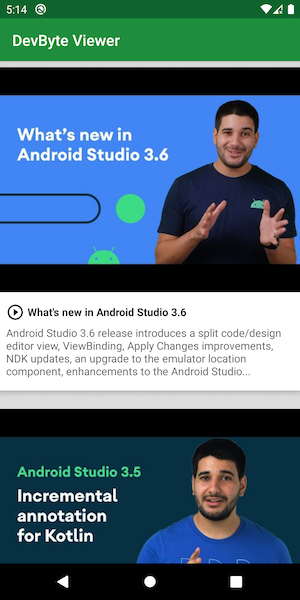 5:14
DevByte Viewer
What's new in
Android Studio 3.6
What's new in Android Studio 3.6
Android Studio 3.6 release introduces a split code/design
editor view, ViewBinding, Apply Changes improvements,
NDK updates, an upgrade to the emulator location
component, enhancements to the Android Studio...
Android Studio 3.5
Incremental
annotation
for Kotlin